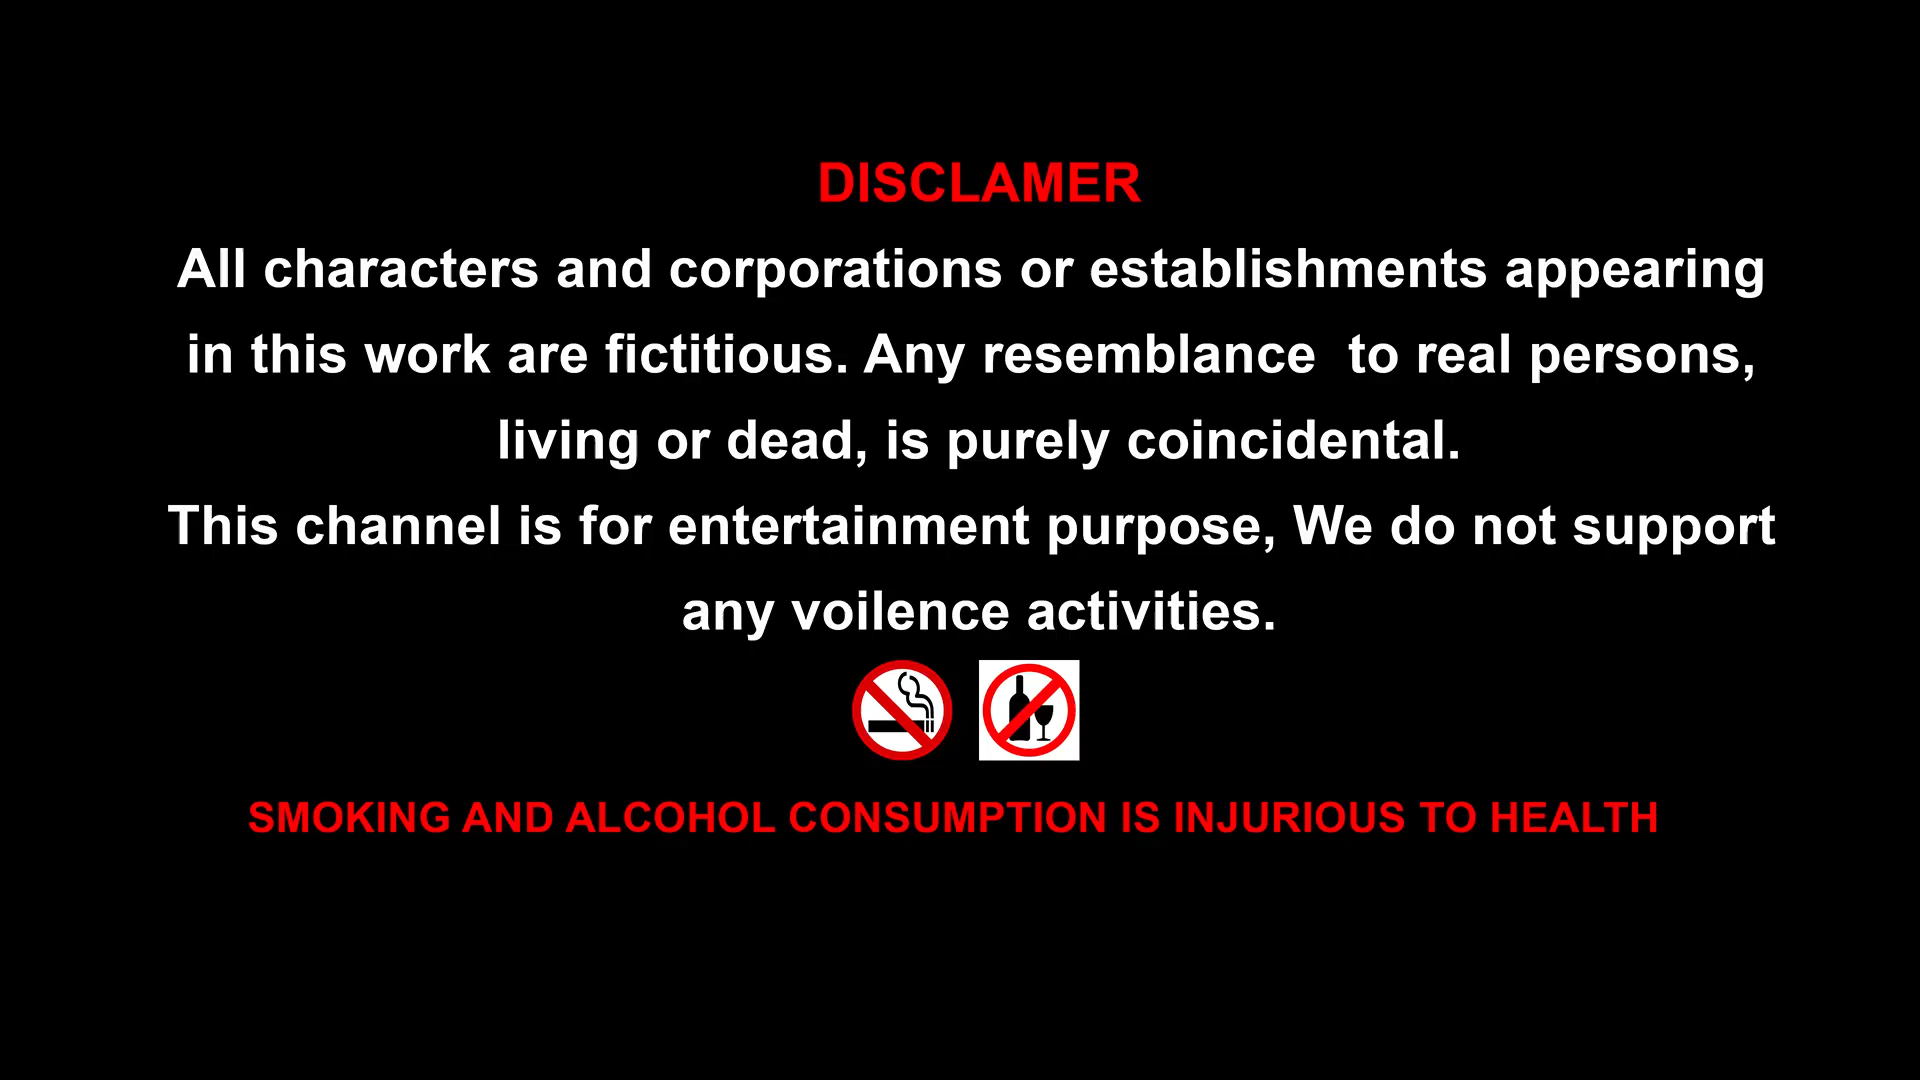 DISCLAMER
All characters and corporations or establishments appearing
in this work are fictitious. Any resemblance  to real persons,
living or dead, is purely coincidental.
This channel is for entertainment purpose, We do not support
any voilence activities.
SMOKING AND ALCOHOL CONSUMPTION IS INJURIOUS TO HEALTH